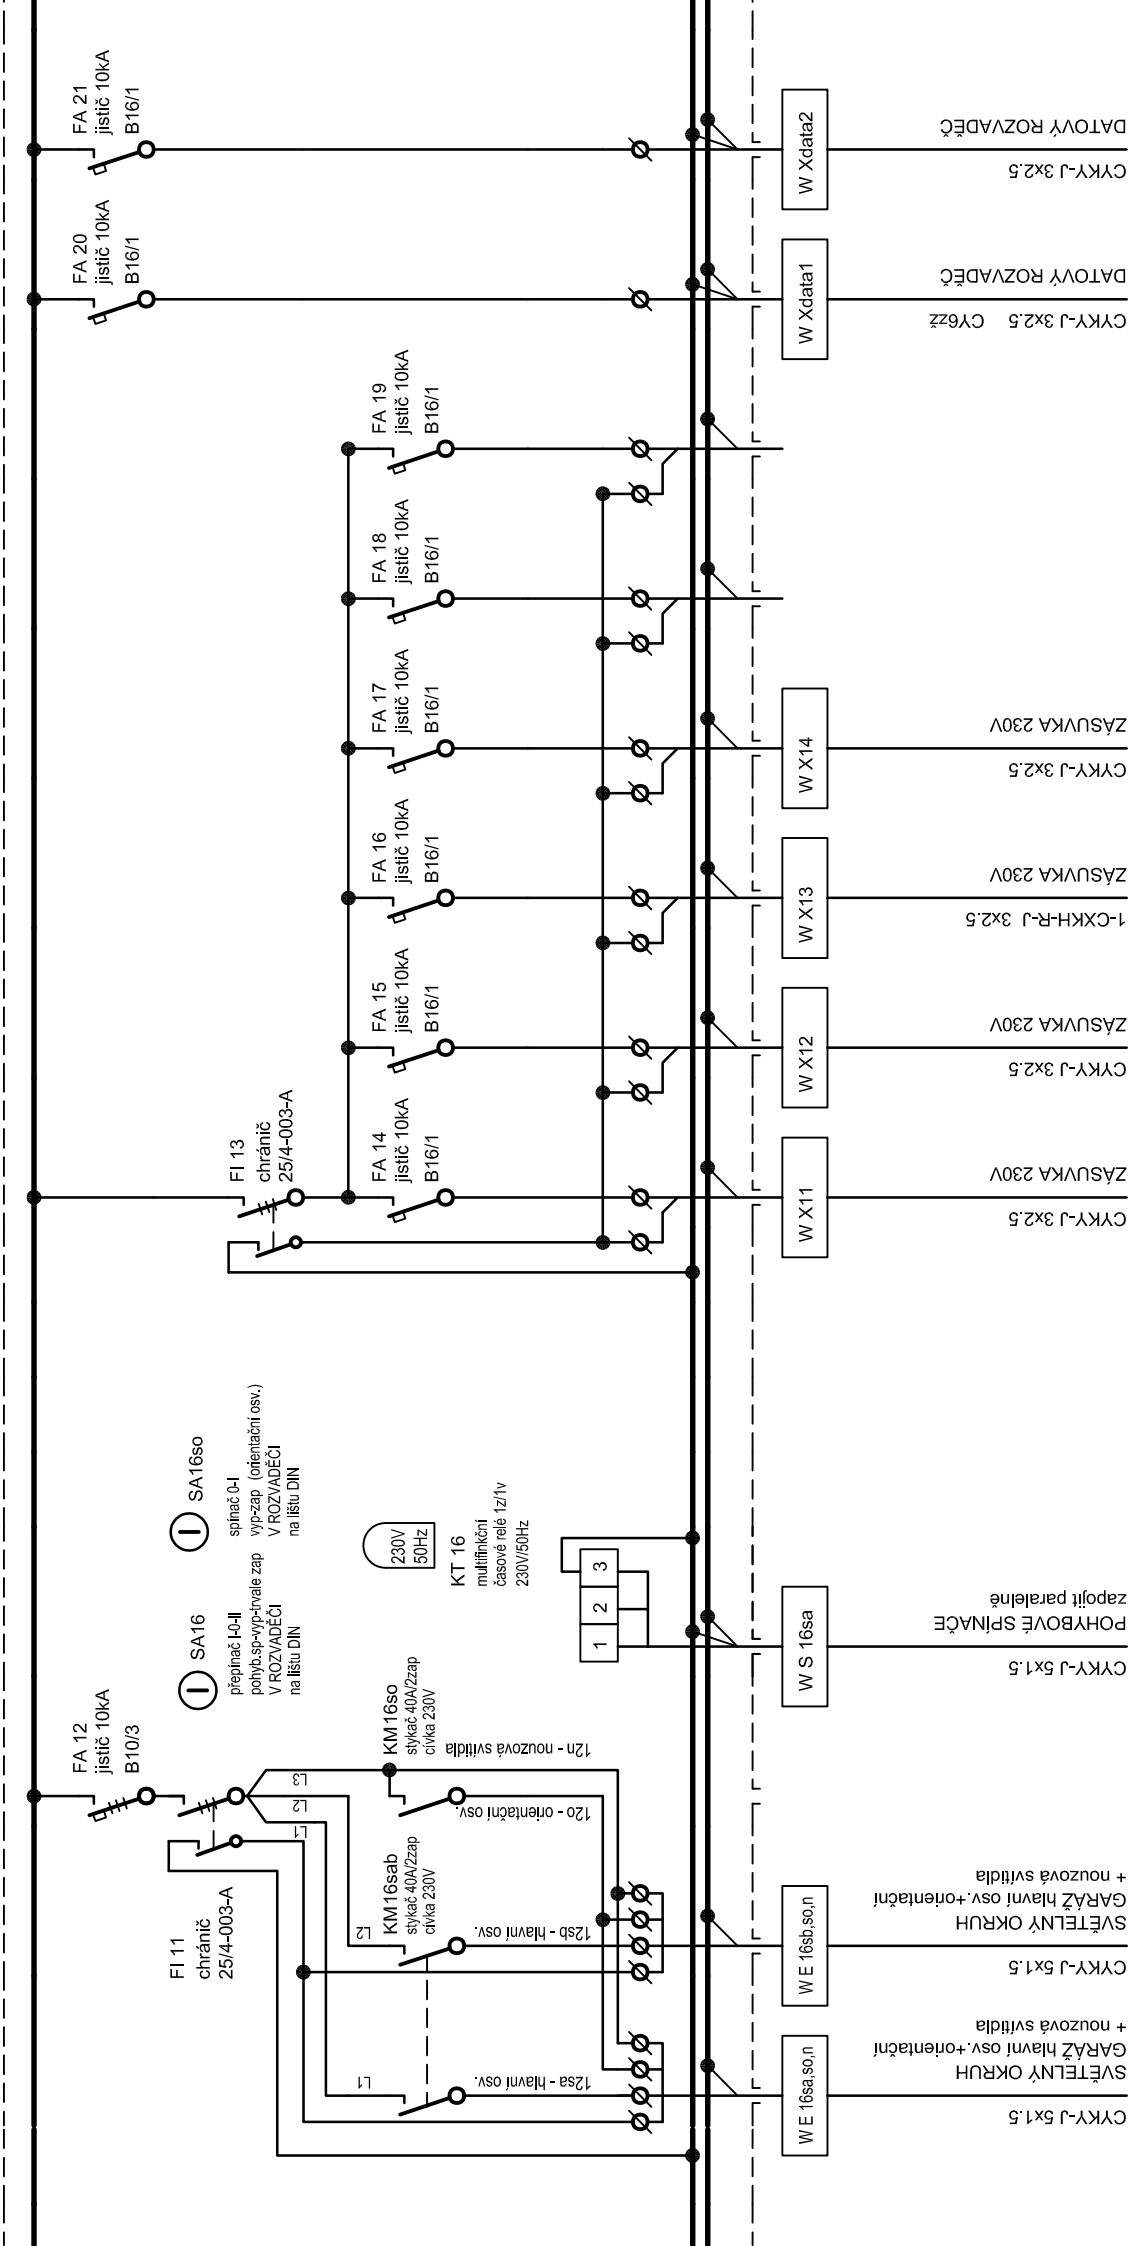 FA 21
jistič 10kA
B16/1
FA 20
jistič 10kA
B16/1
FA 19
jistič 10kA
B16/1
FA 18
jistič 10kA
B16/1
FA 17
jistič 10kA
B16/1
FA 16
jistič 10kA
B16/1
FA 15
jistič 10kA
B16/1
FA 14
jistič 10kA
B16/1
FI 13
chránič
25/4-003-A
SA16so
spínač 0-I
vyp-zap (orientační osv.)
V ROZVADĚČI
na lištu DIN
SA16
přepínač I-0-II
pohyb.sp-vyp-trvale zap
V ROZVADĚČI
na lištu DIN
230V
50Hz
KT 16
multifinkční
časové relé 1z/1v
230V/50Hz
1
2
3
FA 12
jistič 10kA
B10/3
FI 11
chránič
25/4-003-A
L1
L2
L3
KM16so
stykač 40A/2zap
cívka 230V
12n - nouzová svítidla
12o - orientační osv.
KM16sab
stykač 40A/2zap
cívka 230V
L2
12sb - hlavní osv.
L1
12sa - hlavní osv.
W Xdata2
DATOVÝ ROZVADĚČ
CYKY-J 3x2.5
W Xdata1
DATOVÝ ROZVADĚČ
CYKY-J 3x2.5 CY6zž
W X14
ZÁSUVKA 230V
CYKY-J 3x2.5
W X13
ZÁSUVKA 230V
1-CXKH-R-J 3x2.5
W X12
ZÁSUVKA 230V
CYKY-J 3x2.5
W X11
ZÁSUVKA 230V
CYKY-J 3x2.5
W S 16sa
POHYBOVÉ SPÍNAČE
zapojit paralelně
CYKY-J 5x1.5
W E 16sb,so,n
SVĚTELNÝ OKRUH
GARÁŽ hlavní osv.+orientační
+ nouzová svítidla
CYKY-J 5x1.5
W E 16sa,so,n
SVĚTELNÝ OKRUH
GARÁŽ hlavní osv.+orientační
+ nouzová svítidla
CYKY-J 5x1.5